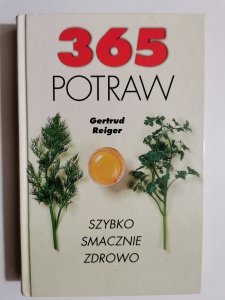 365
POTRAW
Gertrud
Reiger
SZYBKO
SMACZNIE
ZDROWO